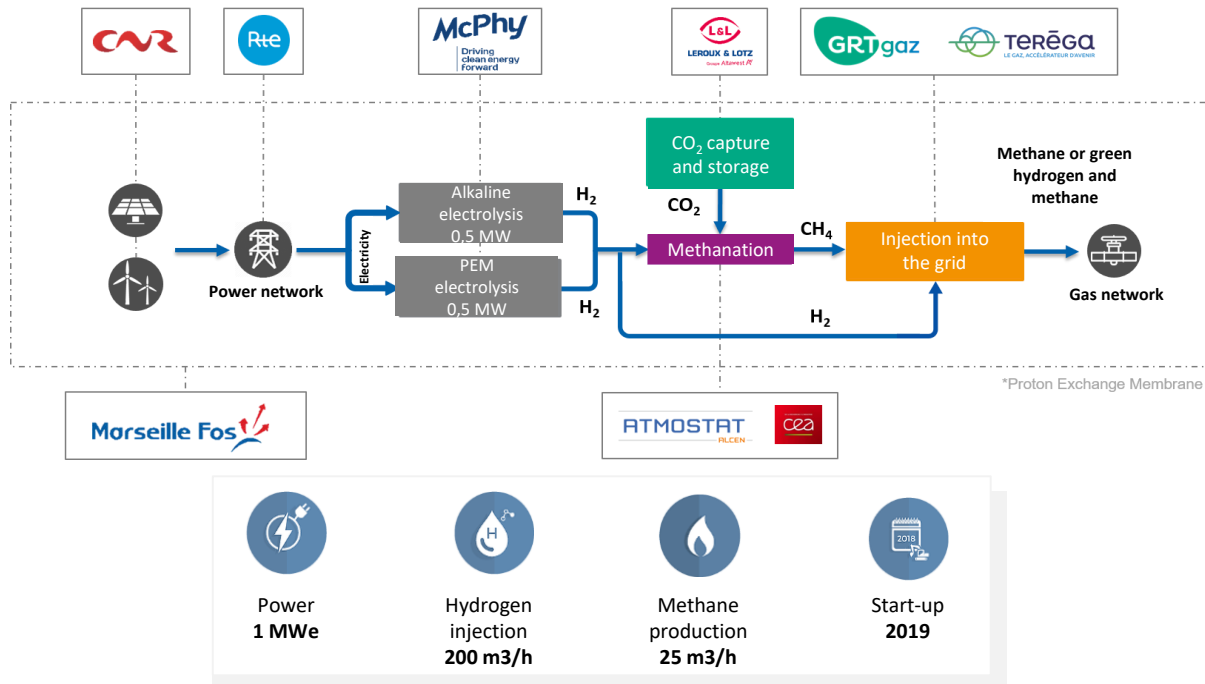 CNR
Rte
McPhy
Driving
clean energy
forward
L&L
LEROUX & LOTZ
Groupe Altawest
GRTgaz
TERĒGA
LE GAZ, ACCÉLÉRATEUR D'AVENIR
CO₂ capture
and storage
Methane or green
hydrogen and
methane
Alkaline
electrolysis
0,5 MW
H₂
CO₂
Electricity
Methanation
CH₄
Injection into
the grid
PEM
electrolysis
0,5 MW
H₂
Power network
H₂
Gas network
*Proton Exchange Membrane
Marseille Fos
ATMOSTAT
ALCEN
cea
H
2018
Power
1 MWe
Hydrogen
injection
200 m3/h
Methane
production
25 m3/h
Start-up
2019